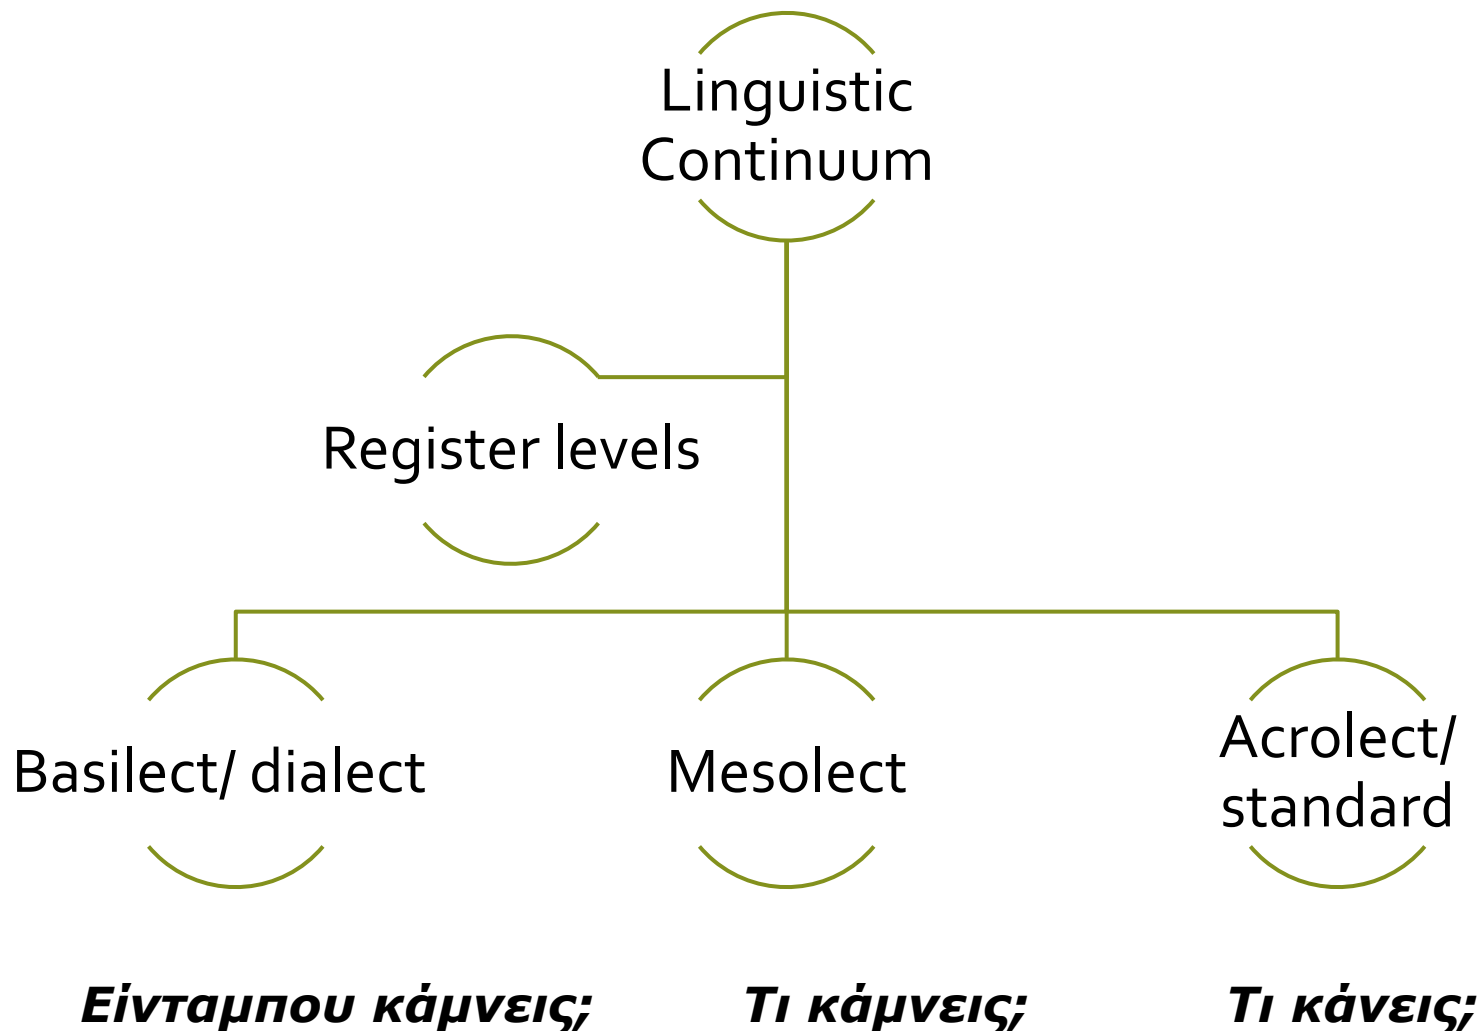 Linguistic
Continuum
Register levels
Basilect/ dialect
Mesolect
Acrolect/
standard
Είνταμπου κάμνεις;
Τι κάμνεις;
Τι κάνεις;